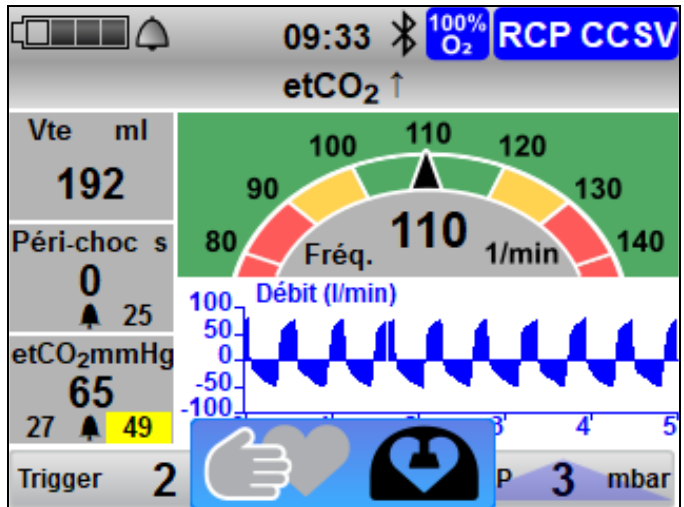 09:33 100% O₂ RCP CCSV
etCO₂ ↑
Vte ml
192
Péri-choc s
0
25
etCO₂mmHg
65
27 49
80 90 100 110 120 130 140
Fréq. 110 1/min
Débit (l/min)
100
50
0
-50
-100
3' 4' 5
Trigger 2
P 3 mbar